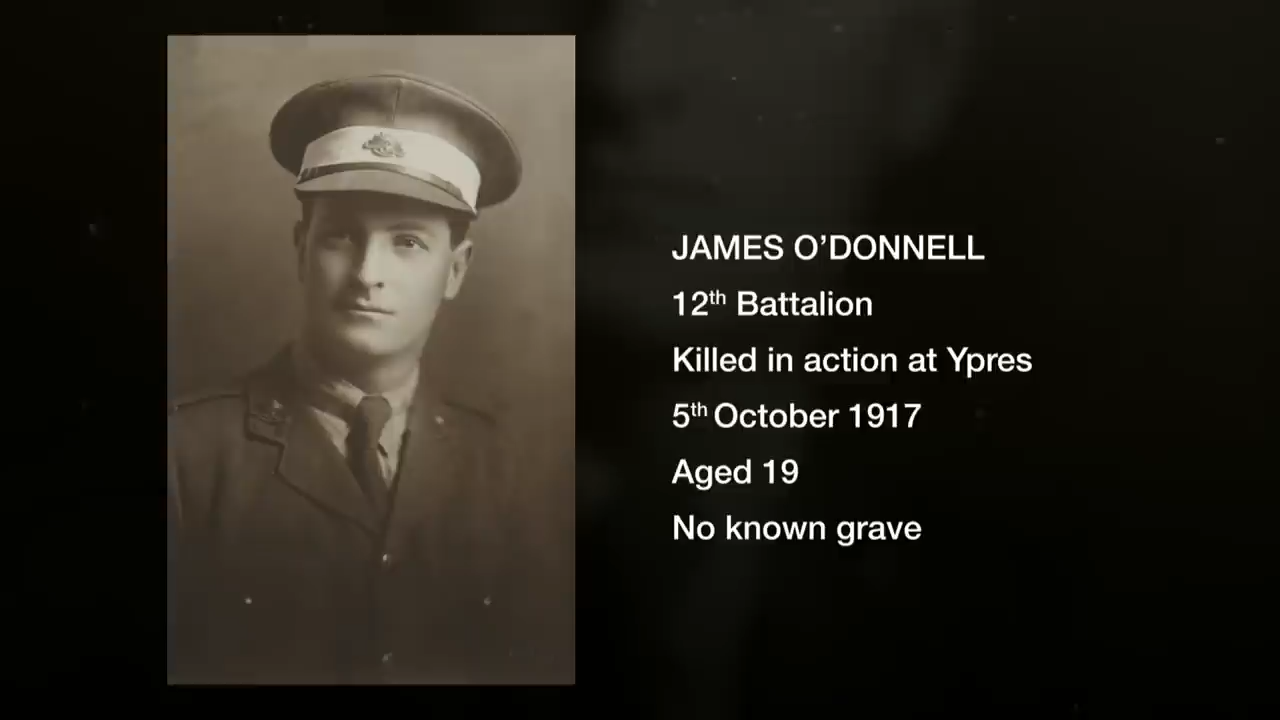 JAMES O’DONNELL
12th Battalion
Killed in action at Ypres
5th October 1917
Aged 19
No known grave